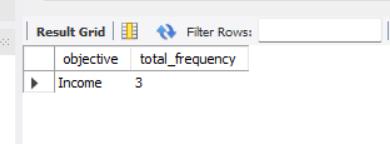 Result Grid Filter Rows:
objective total_frequency
Income 3